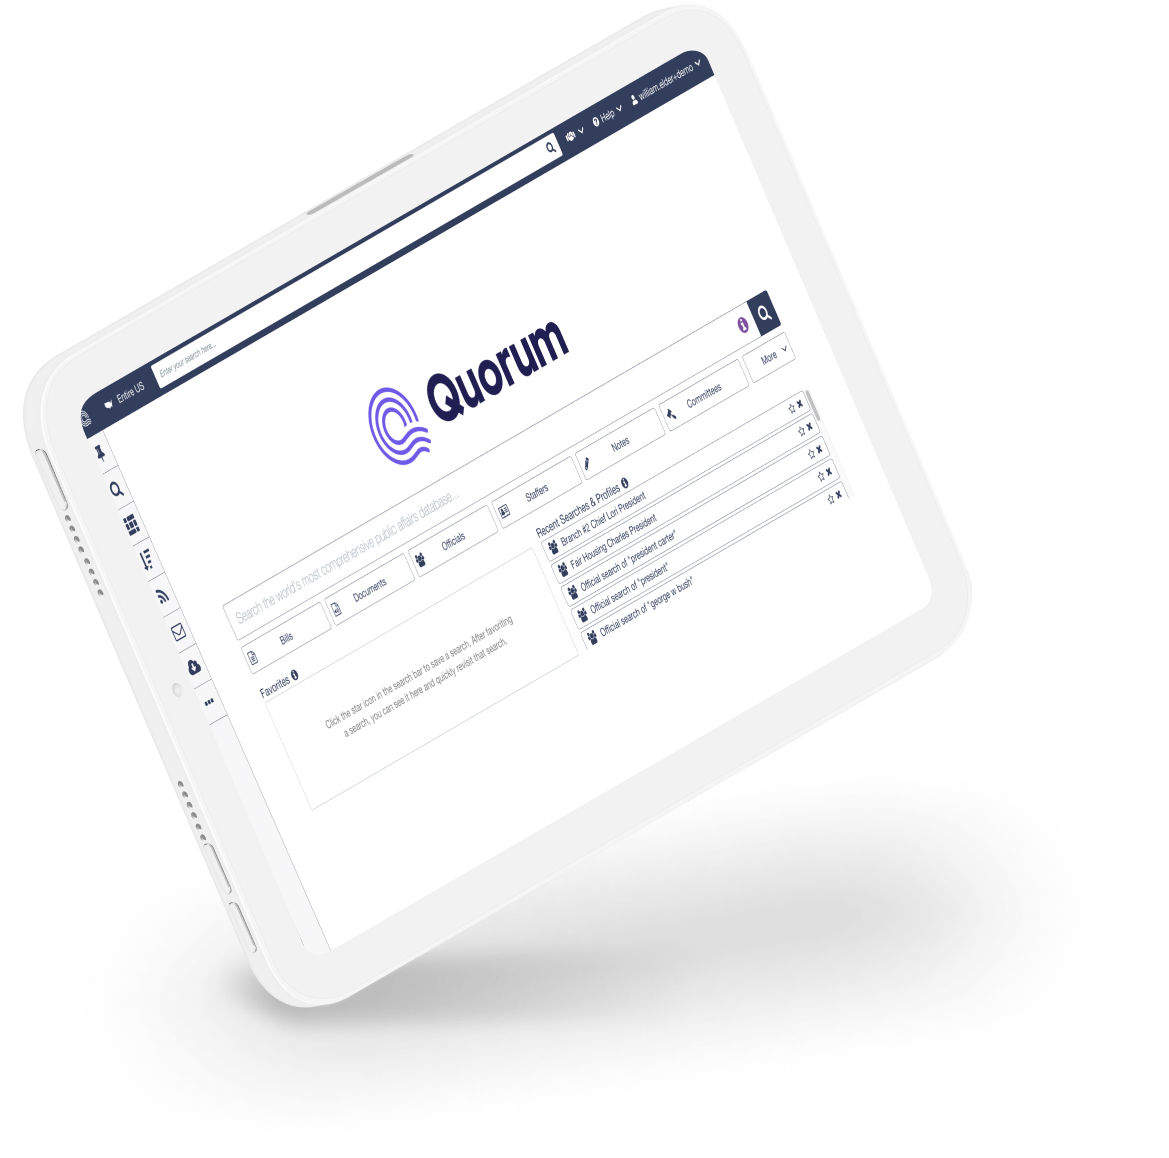 Entire US
Enter your search here...
Help
william.elder+demo
Quorum
Search the world's most comprehensive public affairs database...
Bills
Documents
Officials
Staffers
Notes
Committees
More
Favorites
Click the star icon in the search bar to save a search. After favoriting
a search, you can see it here and quickly revisit that search.
Recent Searches & Profiles
Branch #2 Chief Lori President
Fair Housing Charles President
Official search of "president carter"
Official search of "president"
Official search of "george w bush"